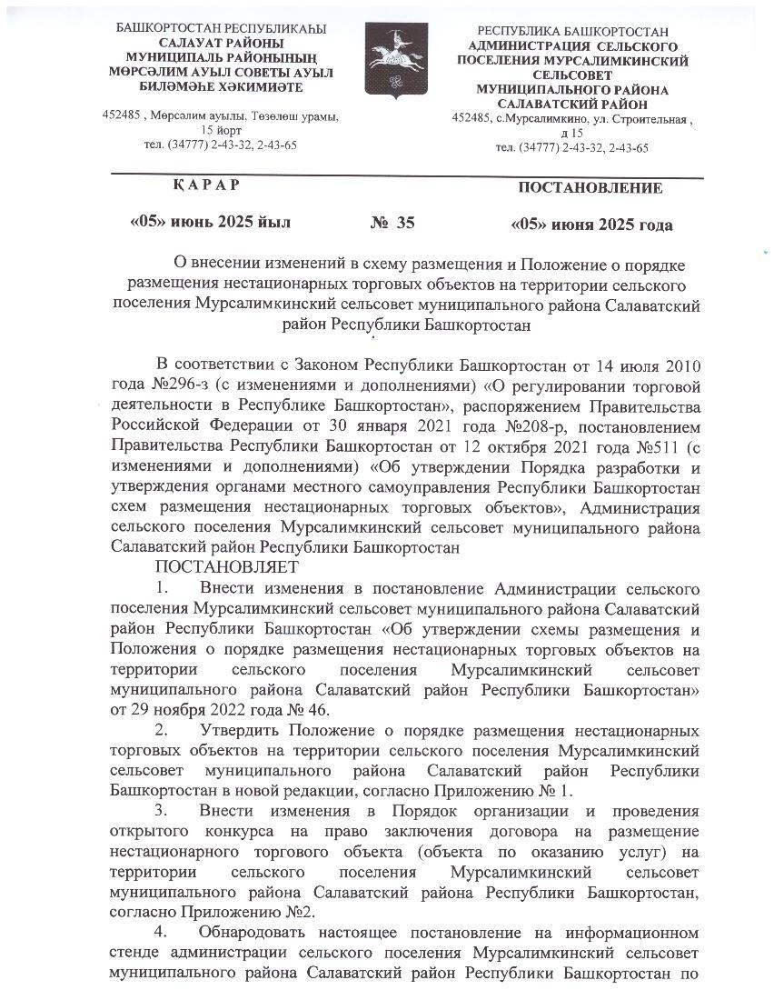 БАШКОРТОСТАН РЕСПУБЛИКАҺЫ
САЛАУАТ РАЙОНЫ
МУНИЦИПАЛЬ РАЙОНЫНЫҢ
МӨРСӘЛИМ АУЫЛ СОВЕТЫ АУЫЛ
БИЛӘМӘҺЕ ХӘКИМИӘТЕ
452485 , Мөрсәлим ауылы, Төзөлөш урамы,
15 йорт
тел. (34777) 2-43-32, 2-43-65
РЕСПУБЛИКА БАШКОРТОСТАН
АДМИНИСТРАЦИЯ СЕЛЬСКОГО
ПОСЕЛЕНИЯ МУРСАЛИМКИНСКИЙ
СЕЛЬСОВЕТ
МУНИЦИПАЛЬНОГО РАЙОНА
САЛАВАТСКИЙ РАЙОН
452485, с.Мурсалимкино, ул. Строительная ,
д 15
тел. (34777) 2-43-32, 2-43-65
Ҡ А Р А Р ПОСТАНОВЛЕНИЕ
«05» июнь 2025 йыл № 35 «05» июня 2025 года
О внесении изменений в схему размещения и Положение о порядке
размещения нестационарных торговых объектов на территории сельского
поселения Мурсалимкинский сельсовет муниципального района Салаватский
район Республики Башкортостан
В соответствии с Законом Республики Башкортостан от 14 июля 2010
года №296-з (с изменениями и дополнениями) «О регулировании торговой
деятельности в Республике Башкортостан», распоряжением Правительства
Российской Федерации от 30 января 2021 года №208-р, постановлением
Правительства Республики Башкортостан от 12 октября 2021 года №511 (с
изменениями и дополнениями) «Об утверждении Порядка разработки и
утверждения органами местного самоуправления Республики Башкортостан
схем размещения нестационарных торговых объектов», Администрация
сельского поселения Мурсалимкинский сельсовет муниципального района
Салаватский район Республики Башкортостан
ПОСТАНОВЛЯЕТ
1. Внести изменения в постановление Администрации сельского
поселения Мурсалимкинский сельсовет муниципального района Салаватский
район Республики Башкортостан «Об утверждении схемы размещения и
Положения о порядке размещения нестационарных торговых объектов на
территории сельского поселения Мурсалимкинский сельсовет
муниципального района Салаватский район Республики Башкортостан»
от 29 ноября 2022 года № 46.
2. Утвердить Положение о порядке размещения нестационарных
торговых объектов на территории сельского поселения Мурсалимкинский
сельсовет муниципального района Салаватский район Республики
Башкортостан в новой редакции, согласно Приложению № 1.
3. Внести изменения в Порядок организации и проведения
открытого конкурса на право заключения договора на размещение
нестационарного торгового объекта (объекта по оказанию услуг) на
территории сельского поселения Мурсалимкинский сельсовет
муниципального района Салаватский района Республики Башкортостан,
согласно Приложению №2.
4. Обнародовать настоящее постановление на информационном
стенде администрации сельского поселения Мурсалимкинский сельсовет
муниципального района Салаватский район Республики Башкортостан по